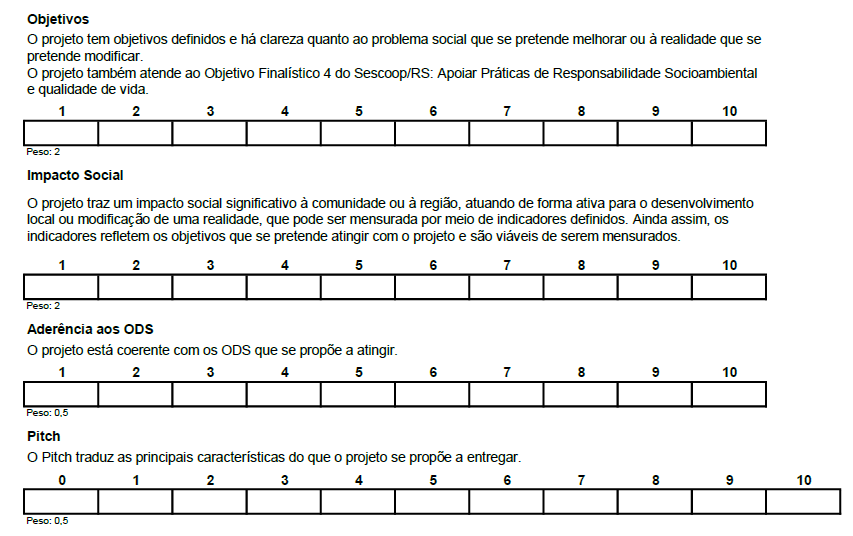 Objetivos
O projeto tem objetivos definidos e há clareza quanto ao problema social que se pretende melhorar ou à realidade que se
pretende modificar.
O projeto também atende ao Objetivo Finalístico 4 do Sescoop/RS: Apoiar Práticas de Responsabilidade Socioambiental
e qualidade de vida.
1 2 3 4 5 6 7 8 9 10
Peso: 2
Impacto Social
O projeto traz um impacto social significativo à comunidade ou à região, atuando de forma ativa para o desenvolvimento
local ou modificação de uma realidade, que pode ser mensurada por meio de indicadores definidos. Ainda assim, os
indicadores refletem os objetivos que se pretende atingir com o projeto e são viáveis de serem mensurados.
1 2 3 4 5 6 7 8 9 10
Peso: 2
Aderência aos ODS
O projeto está coerente com os ODS que se propõe a atingir.
1 2 3 4 5 6 7 8 9 10
Peso: 0,5
Pitch
O Pitch traduz as principais características do que o projeto se propõe a entregar.
0 1 2 3 4 5 6 7 8 9 10
Peso: 0,5